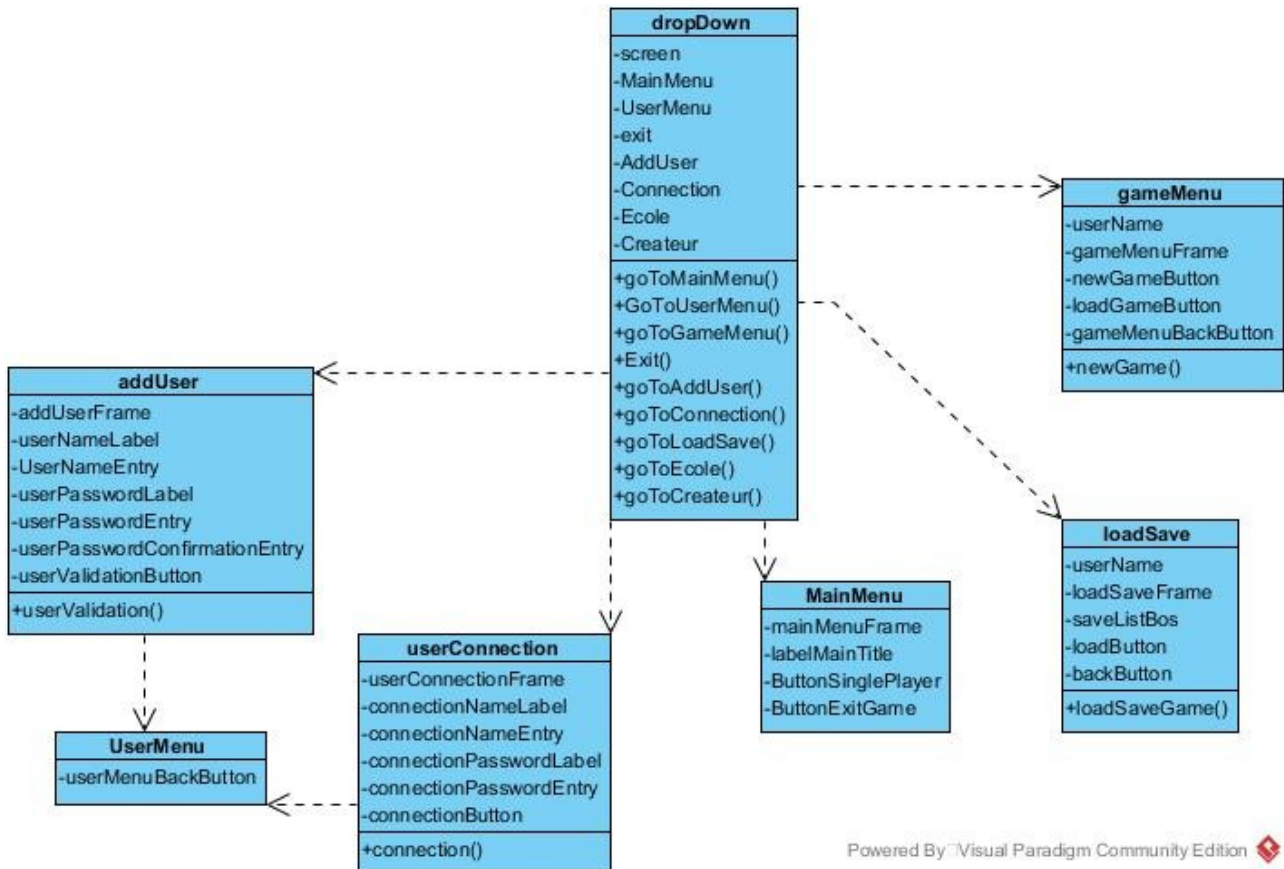 dropDown
-screen
-MainMenu
-UserMenu
-exit
-AddUser
-Connection
-Ecole
-Createur
+goToMainMenu()
+GoToUserMenu()
+goToGameMenu()
+Exit()
+goToAddUser()
+goToConnection()
+goToLoadSave()
+goToEcole()
+goToCreateur()
gameMenu
-userName
-gameMenuFrame
-newGameButton
-loadGameButton
-gameMenuBackButton
+newGame()
addUser
-addUserFrame
-userNameLabel
-UserNameEntry
-userPasswordLabel
-userPasswordEntry
-userPasswordConfirmationEntry
-userValidationButton
+userValidation()
loadSave
-userName
-loadSaveFrame
-saveListBos
-loadButton
-backButton
+loadSaveGame()
MainMenu
-mainMenuFrame
-labelMainTitle
-ButtonSinglePlayer
-ButtonExitGame
userConnection
-userConnectionFrame
-connectionNameLabel
-connectionNameEntry
-connectionPasswordLabel
-connectionPasswordEntry
-connectionButton
+connection()
UserMenu
-userMenuBackButton
Powered By Visual Paradigm Community Edition